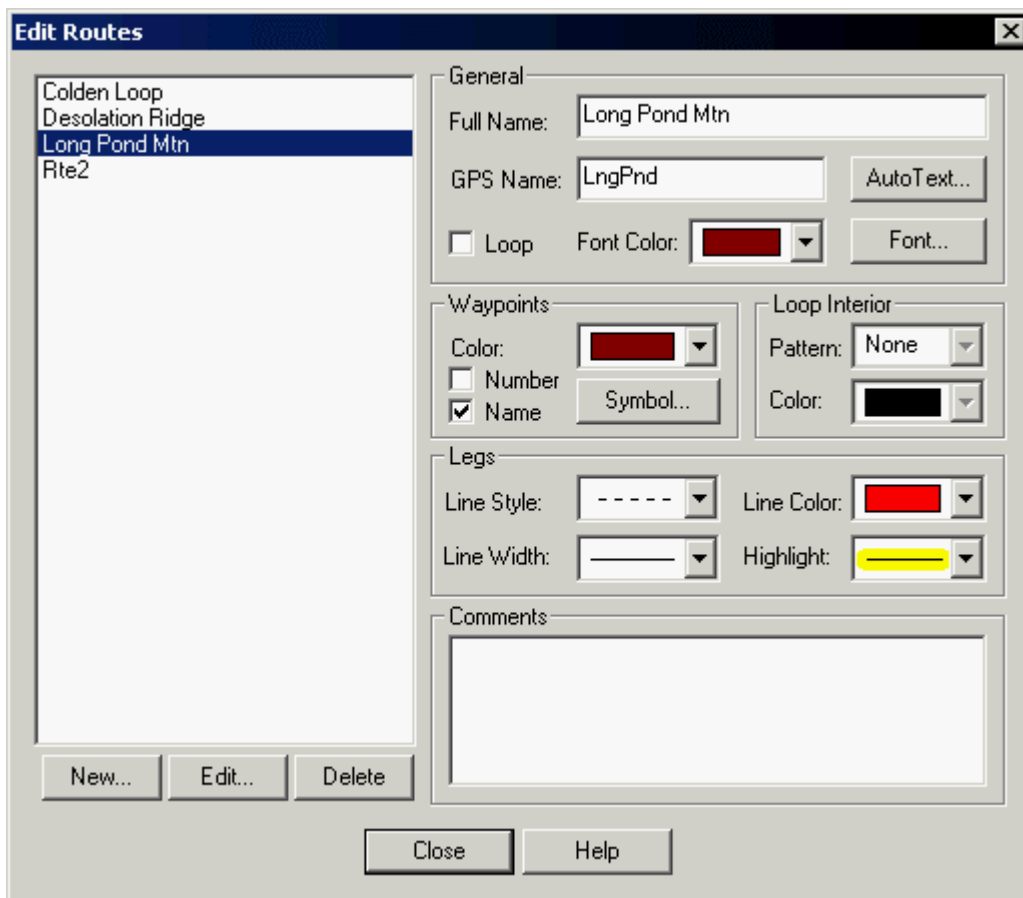 Edit Routes
Colden Loop
Desolation Ridge
Long Pond Mtn
Rte2
New...
Edit...
Delete
General
Full Name:
Long Pond Mtn
GPS Name:
LngPnd
AutoText...
Loop
Font Color:
Font...
Waypoints
Color:
Number
Name
Symbol...
Loop Interior
Pattern:
None
Color:
Legs
Line Style:
Line Color:
Line Width:
Highlight:
Comments
Close
Help